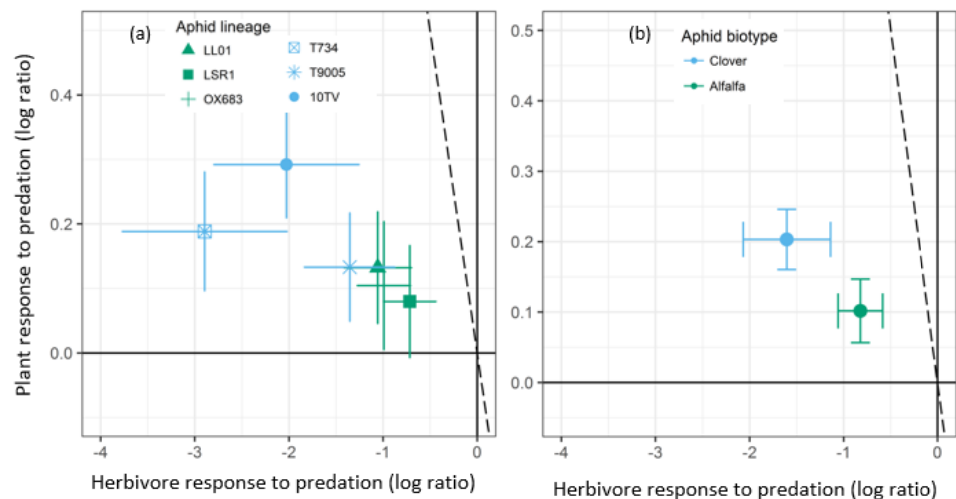 (a)
Aphid lineage
LL01
T734
LSR1
T9005
OX683
10TV
Plant response to predation (log ratio)
0.4
0.2
0.0
-4
-3
-2
-1
0
Herbivore response to predation (log ratio)
(b)
Aphid biotype
Clover
Alfalfa
0.5
0.4
0.3
0.2
0.1
0.0
-4
-3
-2
-1
0
Herbivore response to predation (log ratio)